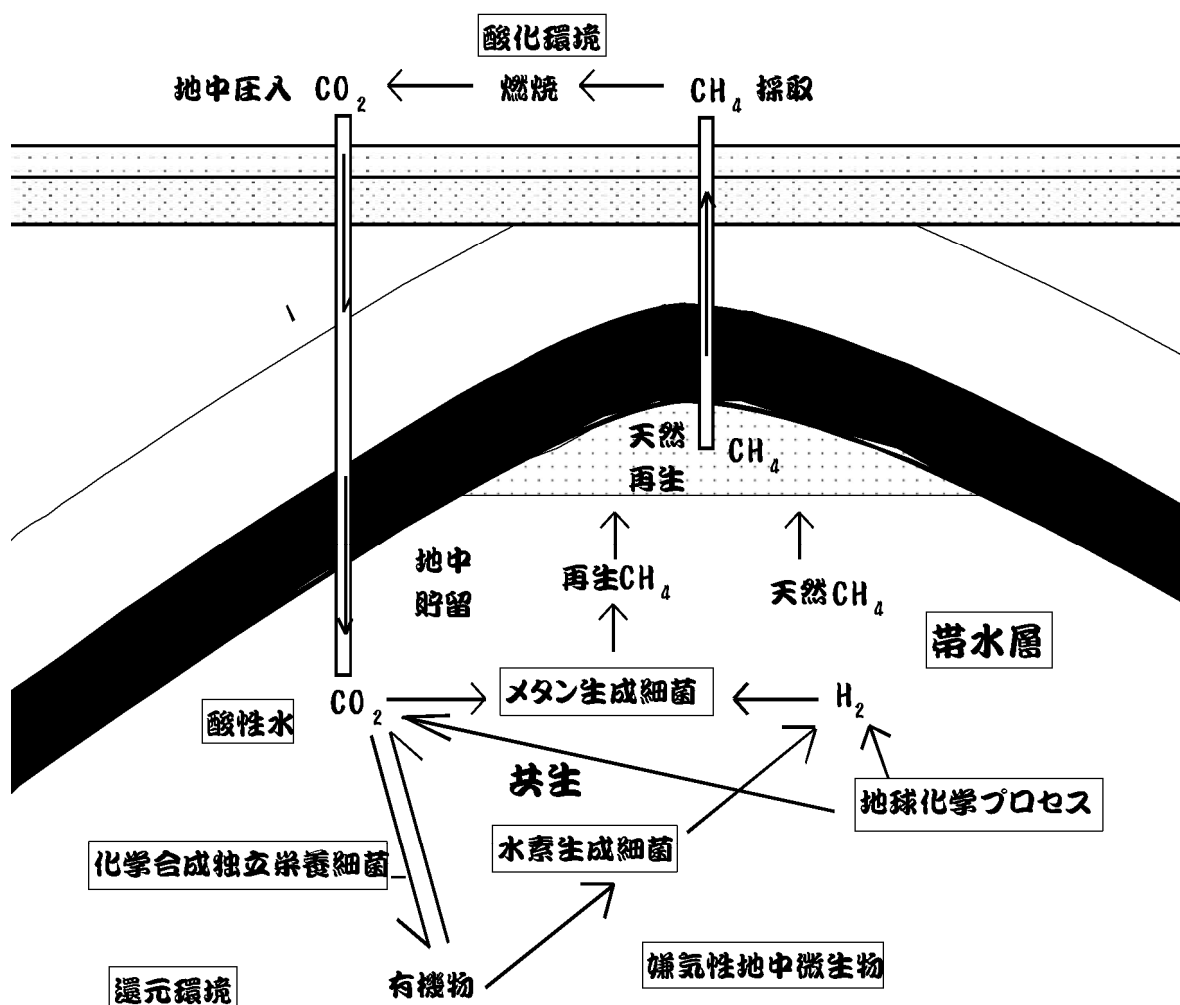 酸化環境
地中圧入 CO₂ 燃焼 CH₄ 採取
天然
再生
CH₄
地中
貯留
再生CH₄
天然CH₄
帯水層
CO₂
メタン生成細菌
H₂
酸性水
共生
地球化学プロセス
水素生成細菌
化学合成独立栄養細菌
有機物
嫌気性地中微生物
還元環境